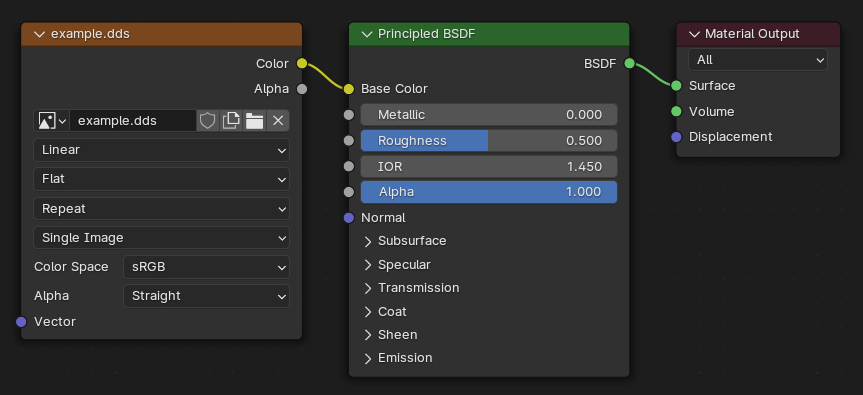 example.dds
Color
Alpha
example.dds
Linear
Flat
Repeat
Single Image
Color Space sRGB
Alpha Straight
Vector
Principled BSDF
BSDF
Base Color
Metallic 0.000
Roughness 0.500
IOR 1.450
Alpha 1.000
Normal
Subsurface
Specular
Transmission
Coat
Sheen
Emission
Material Output
All
Surface
Volume
Displacement